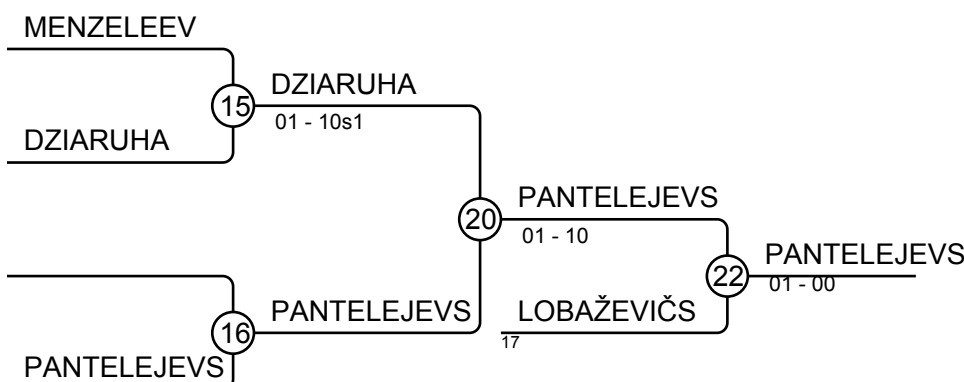 MENZELEEV
DZIARUHA
15
01 - 10s1
DZIARUHA
PANTELEJEVS
20
01 - 10
PANTELEJEVS
22
01 - 00
16
PANTELEJEVS
LOBAŽEVIČS
17
PANTELEJEVS